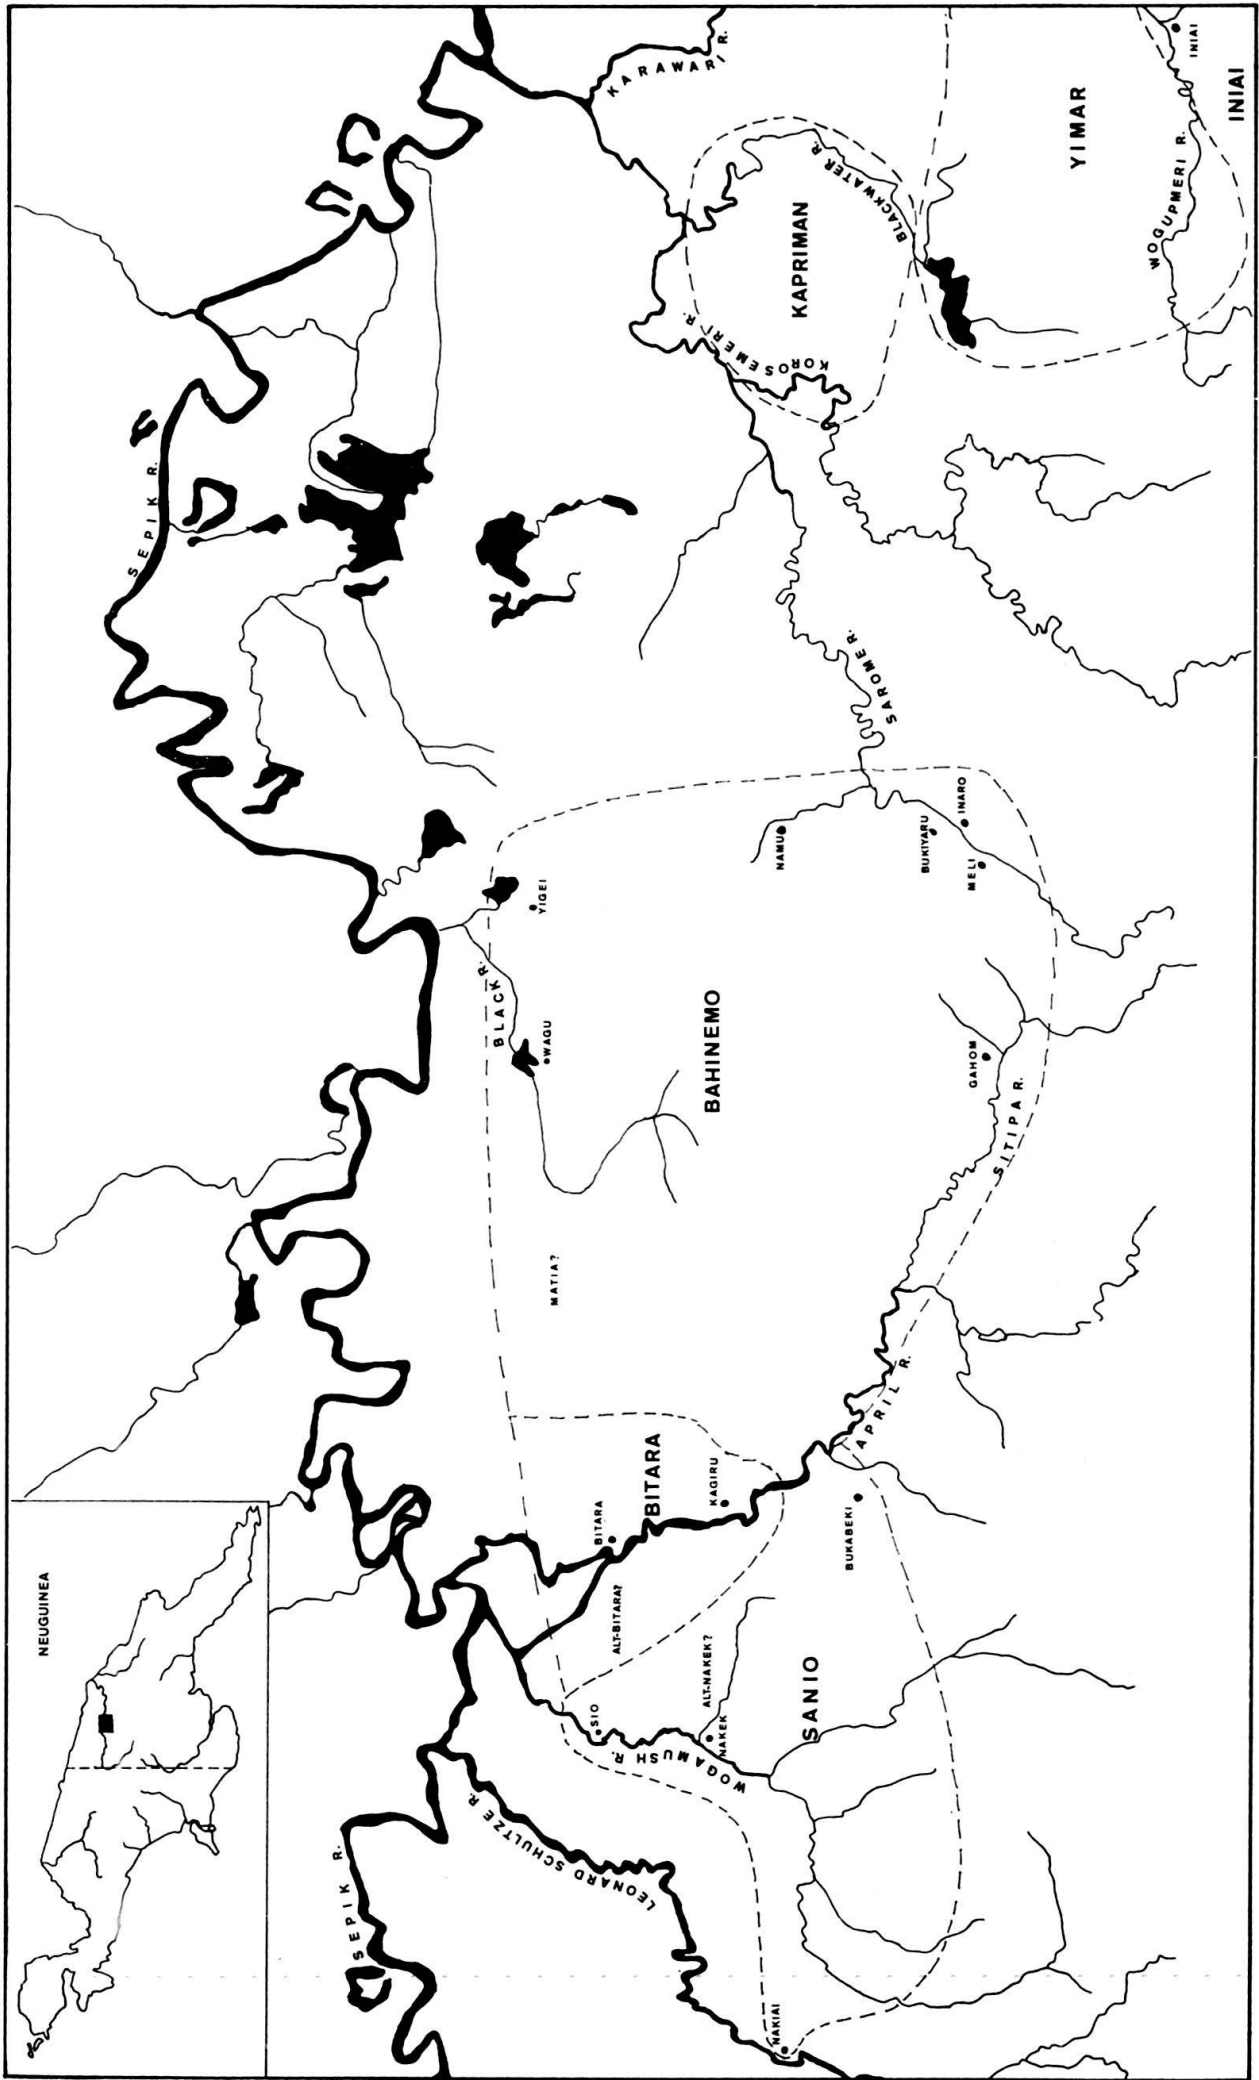 NEUGUINEA
SEPIK R.
LEONARD SCHULTZE R.
NAKIAI
WOGAMUSH R.
SIO
NAKEK
ALT-NAKEK?
SANIO
ALT-BITARA?
BITARA
BITARA
KAGIRU
BUKABEKI
APRIL R.
MATIA?
SITIPA R.
GAHOM
BAHINEMO
WAGU
BLACK R.
YIGEI
NAMU
BUKIYARU
MELI
INARO
SAROME R.
SEPIK R.
KOROSEMERI R.
KAPRIMAN
BLACKWATER R.
KARAWARI R.
YIMAR
WOGUPMERI R.
INIAI
INIAI